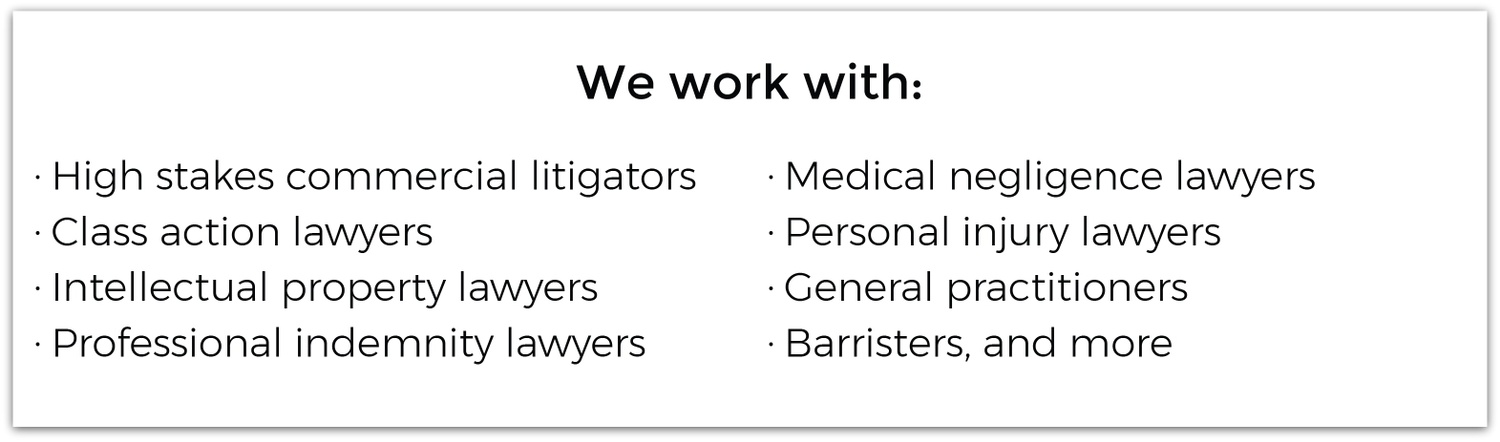 We work with:
· High stakes commercial litigators
· Class action lawyers
· Intellectual property lawyers
· Professional indemnity lawyers
· Medical negligence lawyers
· Personal injury lawyers
· General practitioners
· Barristers, and more